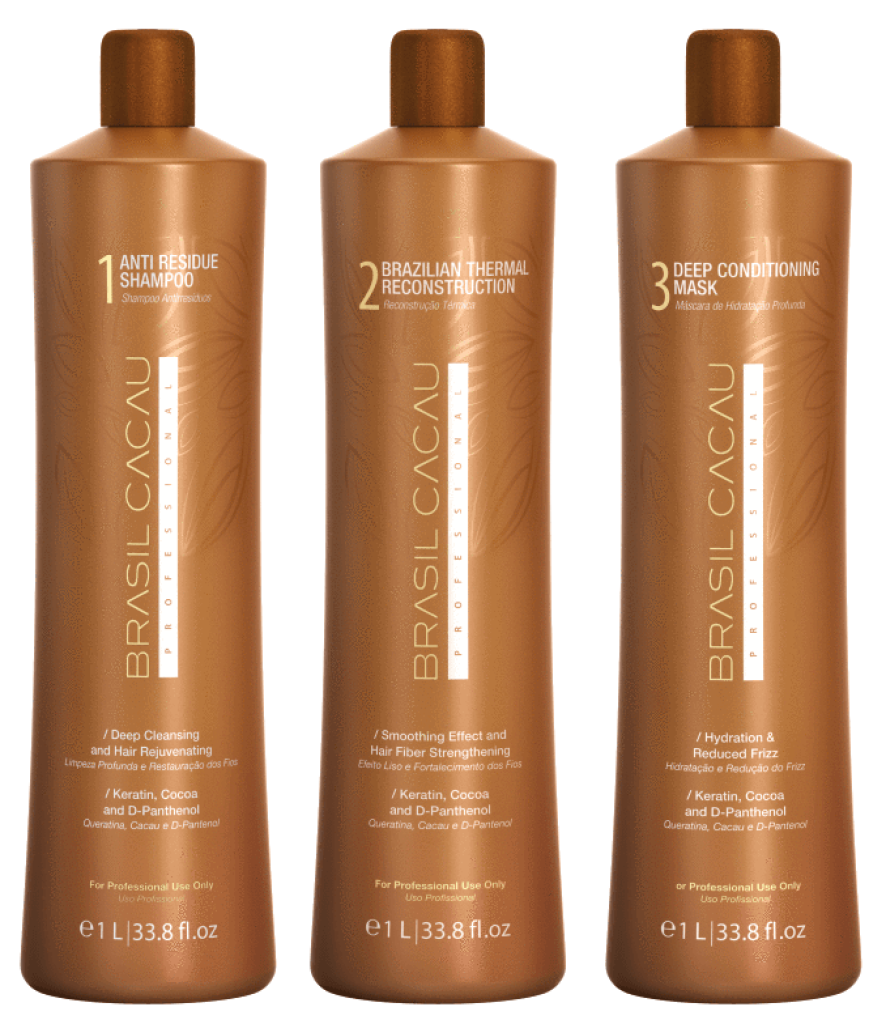 1 ANTI RESIDUE
SHAMPOO
Shampoo Antirresíduos
BRASIL CACAU
PROFESSIONAL
/ Deep Cleansing
and Hair Rejuvenating
Limpeza Profunda e Restauração dos Fios
/ Keratin, Cocoa
and D-Panthenol
Queratina, Cacau e D-Pantenol
For Professional Use Only
Uso Profissional
℮ 1 L|33.8 fl.oz
2 BRAZILIAN THERMAL
RECONSTRUCTION
Reconstrução Térmica
BRASIL CACAU
PROFESSIONAL
/ Smoothing Effect and
Hair Fiber Strengthening
Efeito Liso e Fortalecimento dos Fios
/ Keratin, Cocoa
and D-Panthenol
Queratina, Cacau e D-Pantenol
For Professional Use Only
Uso Profissional
℮ 1 L|33.8 fl.oz
3 DEEP CONDITIONING
MASK
Máscara de Hidratação Profunda
BRASIL CACAU
PROFESSIONAL
/ Hydration &
Reduced Frizz
Hidratação e Redução do Frizz
/ Keratin, Cocoa
and D-Panthenol
Queratina, Cacau e D-Pantenol
or Professional Use Only
Uso Profissional
℮ 1 L|33.8 fl.oz